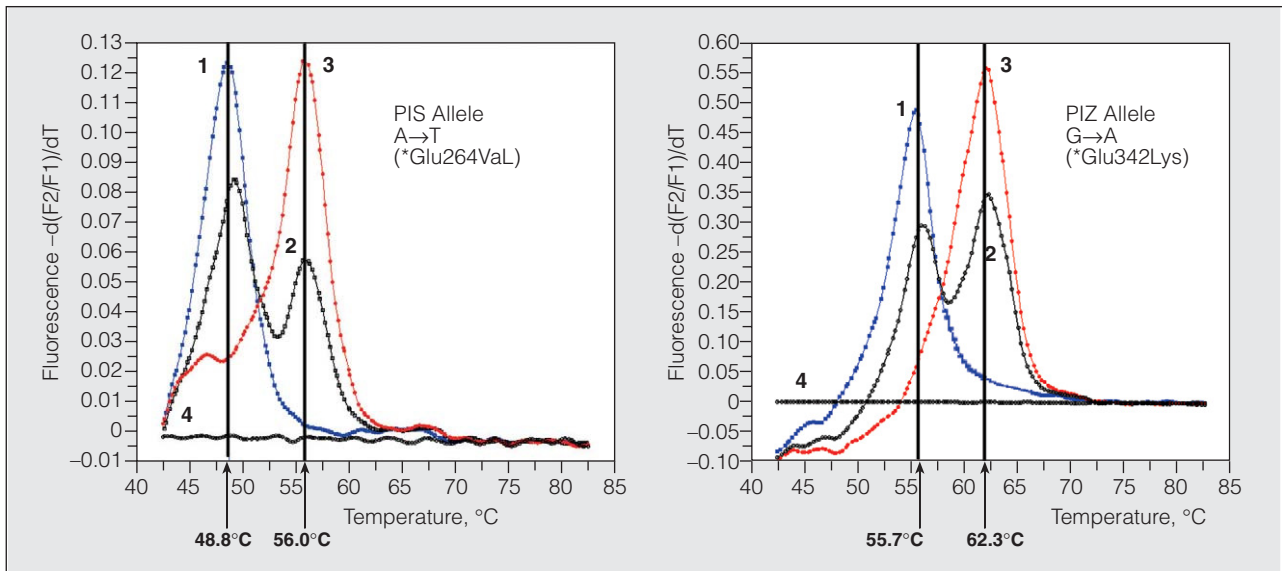 0.13
0.12
0.11
0.10
0.09
0.08
0.07
0.06
0.05
0.04
0.03
0.02
0.01
0
–0.01
Fluorescence –d(F2/F1)/dT
1
3
2
4
PIS Allele
A→T
(*Glu264VaL)
40 45 50 55 60 65 70 75 80 85
Temperature, °C
48.8°C 56.0°C
0.60
0.55
0.50
0.45
0.40
0.35
0.30
0.25
0.20
0.15
0.10
0.05
0
–0.05
–0.10
Fluorescence –d(F2/F1)/dT
3
1
2
4
PIZ Allele
G→A
(*Glu342Lys)
40 45 50 55 60 65 70 75 80 85
Temperature, °C
55.7°C 62.3°C